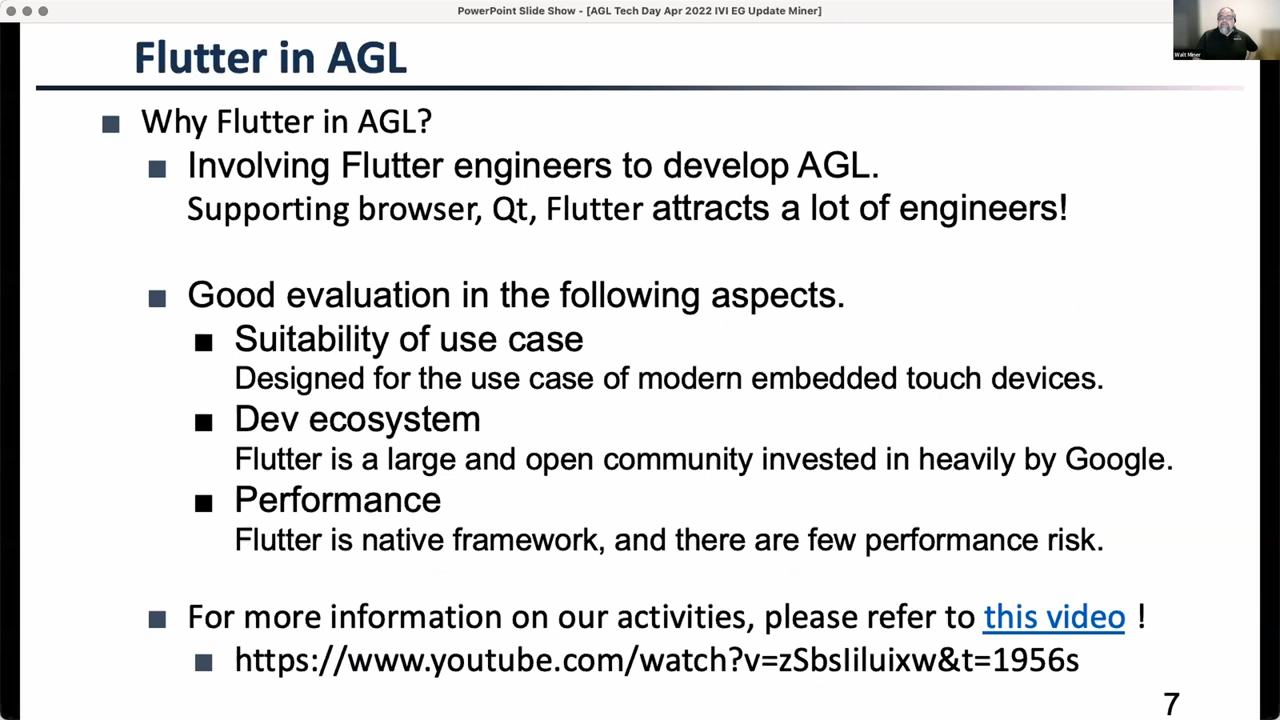 PowerPoint Slide Show - [AGL Tech Day Apr 2022 IVI EG Update Miner]
Walt Miner
Flutter in AGL
Why Flutter in AGL?
Involving Flutter engineers to develop AGL.
Supporting browser, Qt, Flutter attracts a lot of engineers!
Good evaluation in the following aspects.
Suitability of use case
Designed for the use case of modern embedded touch devices.
Dev ecosystem
Flutter is a large and open community invested in heavily by Google.
Performance
Flutter is native framework, and there are few performance risk.
For more information on our activities, please refer to this video !
https://www.youtube.com/watch?v=zSbsIiluixw&t=1956s
7